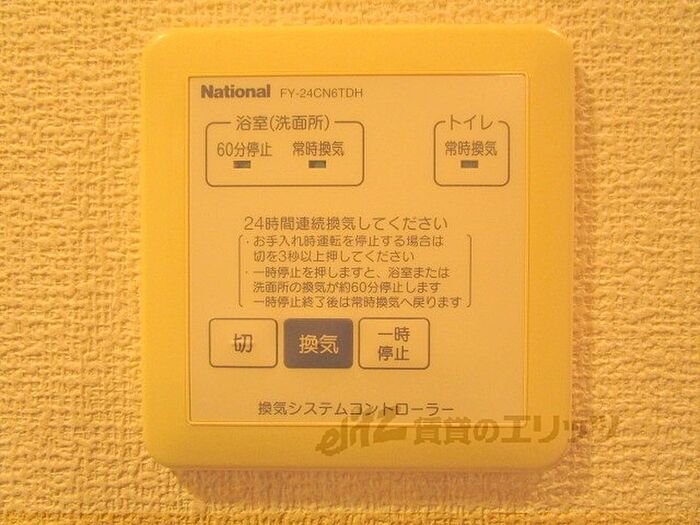 National FY-24CN6TDH
浴室(洗面所)
トイレ
60分停止 常時換気
常時換気
24時間連続換気してください
・お手入れ時運転を停止する場合は
切を3秒以上押してください
・一時停止を押しますと、浴室または
洗面所の換気が約60分停止します
一時停止終了後は常時換気へ戻ります
切
換気
一時
停止
換気システムコントローラー
elitz 賃貸のエリッツ